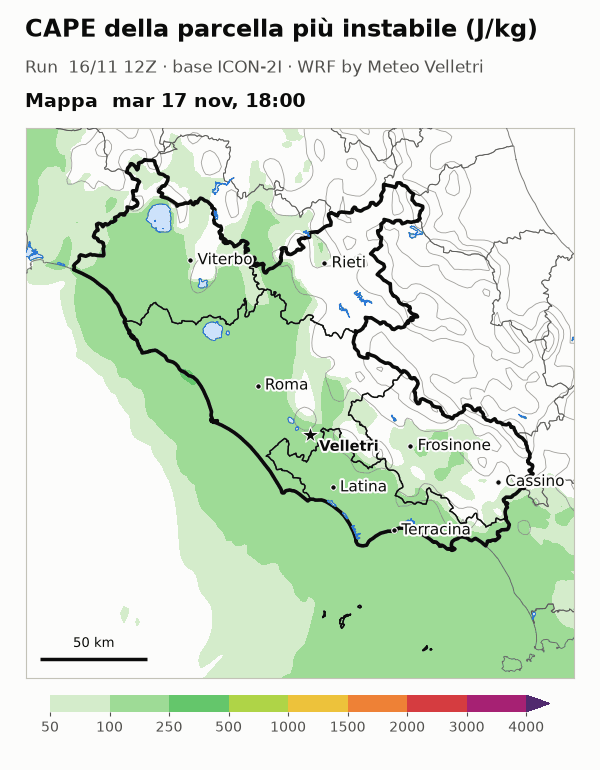 CAPE della parcella più instabile (J/kg)
Run  16/11 12Z · base ICON-2I · WRF by Meteo Velletri
Mappa  mar 17 nov, 18:00
Viterbo
Rieti
Roma
Velletri
Frosinone
Cassino
Latina
Terracina
50 km
50 100 250 500 1000 1500 2000 3000 4000